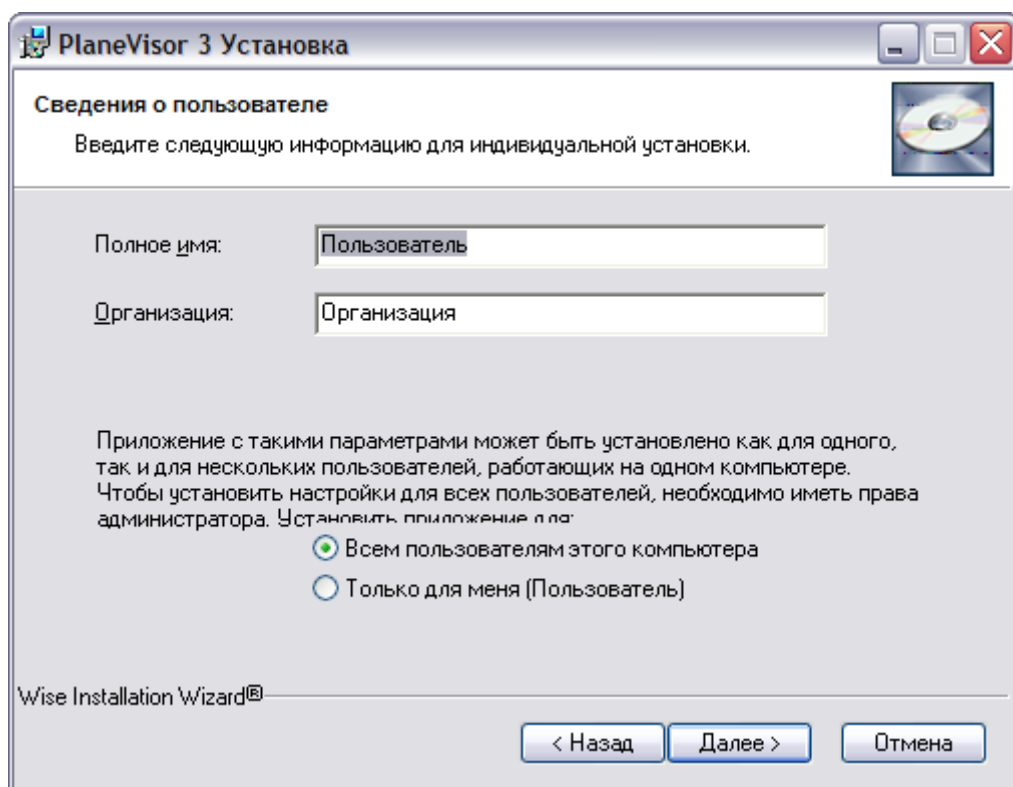 PlaneVisor 3 Установка
Сведения о пользователе
Введите следующую информацию для индивидуальной установки.
Полное имя:
Пользователь
Организация:
Организация
Приложение с такими параметрами может быть установлено как для одного,
так и для нескольких пользователей, работающих на одном компьютере.
Чтобы установить настройки для всех пользователей, необходимо иметь права
администратора. Установить приложение для:
Всем пользователям этого компьютера
Только для меня (Пользователь)
Wise Installation Wizard®
< Назад
Далее >
Отмена